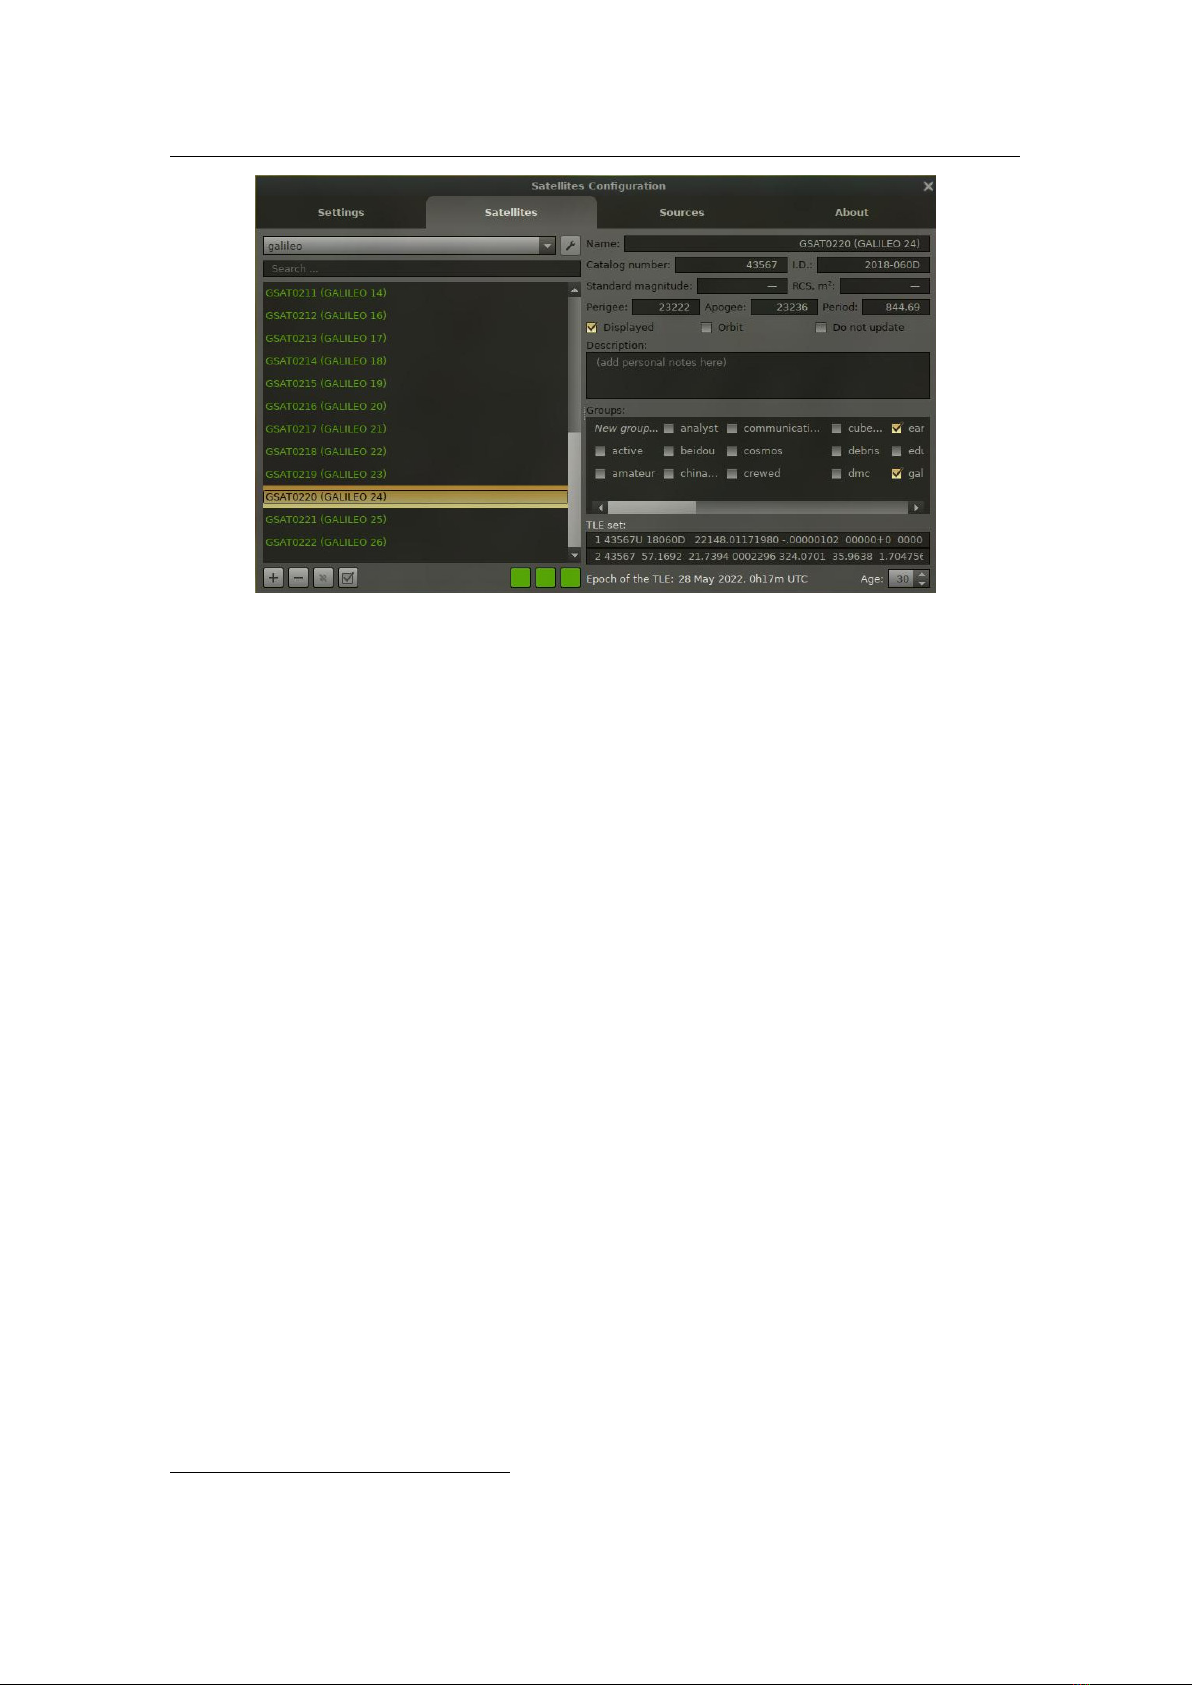 Satellites Configuration
Settings Satellites Sources About
galileo
Search ...
GSAT0211 (GALILEO 14)
GSAT0212 (GALILEO 16)
GSAT0213 (GALILEO 17)
GSAT0214 (GALILEO 18)
GSAT0215 (GALILEO 19)
GSAT0216 (GALILEO 20)
GSAT0217 (GALILEO 21)
GSAT0218 (GALILEO 22)
GSAT0219 (GALILEO 23)
GSAT0220 (GALILEO 24)
GSAT0221 (GALILEO 25)
GSAT0222 (GALILEO 26)
Name: GSAT0220 (GALILEO 24)
Catalog number: 43567 I.D.: 2018-060D
Standard magnitude: — RCS, m²: —
Perigee: 23222 Apogee: 23236 Period: 844.69
Displayed Orbit Do not update
Description:
(add personal notes here)
Groups:
New group... analyst communicati... cube... ear
active beidou cosmos debris edu
amateur china... crewed dmc gal
TLE set:
1 43567U 18060D 22148.01171980 -.00000102 00000+0 0000
2 43567 57.1692 21.7394 0002296 324.0701 35.9638 1.704756
Epoch of the TLE: 28 May 2022, 0h17m UTC Age: 30